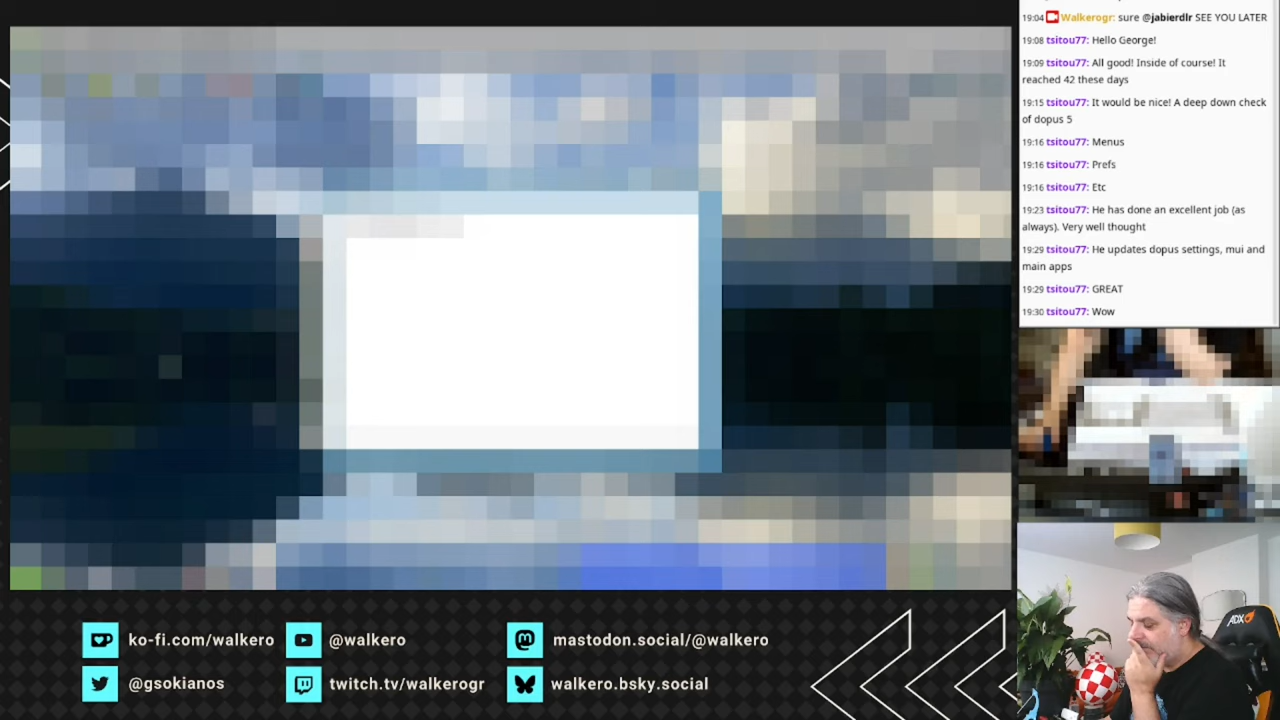 19:04 Walkerogr: sure @jabierdlr SEE YOU LATER
19:08 tsitou77: Hello George!
19:09 tsitou77: All good! Inside of course! It
reached 42 these days
19:15 tsitou77: It would be nice! A deep down check
of dopus 5
19:16 tsitou77: Menus
19:16 tsitou77: Prefs
19:16 tsitou77: Etc
19:23 tsitou77: He has done an excellent job (as
always). Very well thought
19:29 tsitou77: He updates dopus settings, mui and
main apps
19:29 tsitou77: GREAT
19:30 tsitou77: Wow
ADX
ko-fi.com/walkero
@walkero
mastodon.social/@walkero
@gsokianos
twitch.tv/walkerogr
walkero.bsky.social